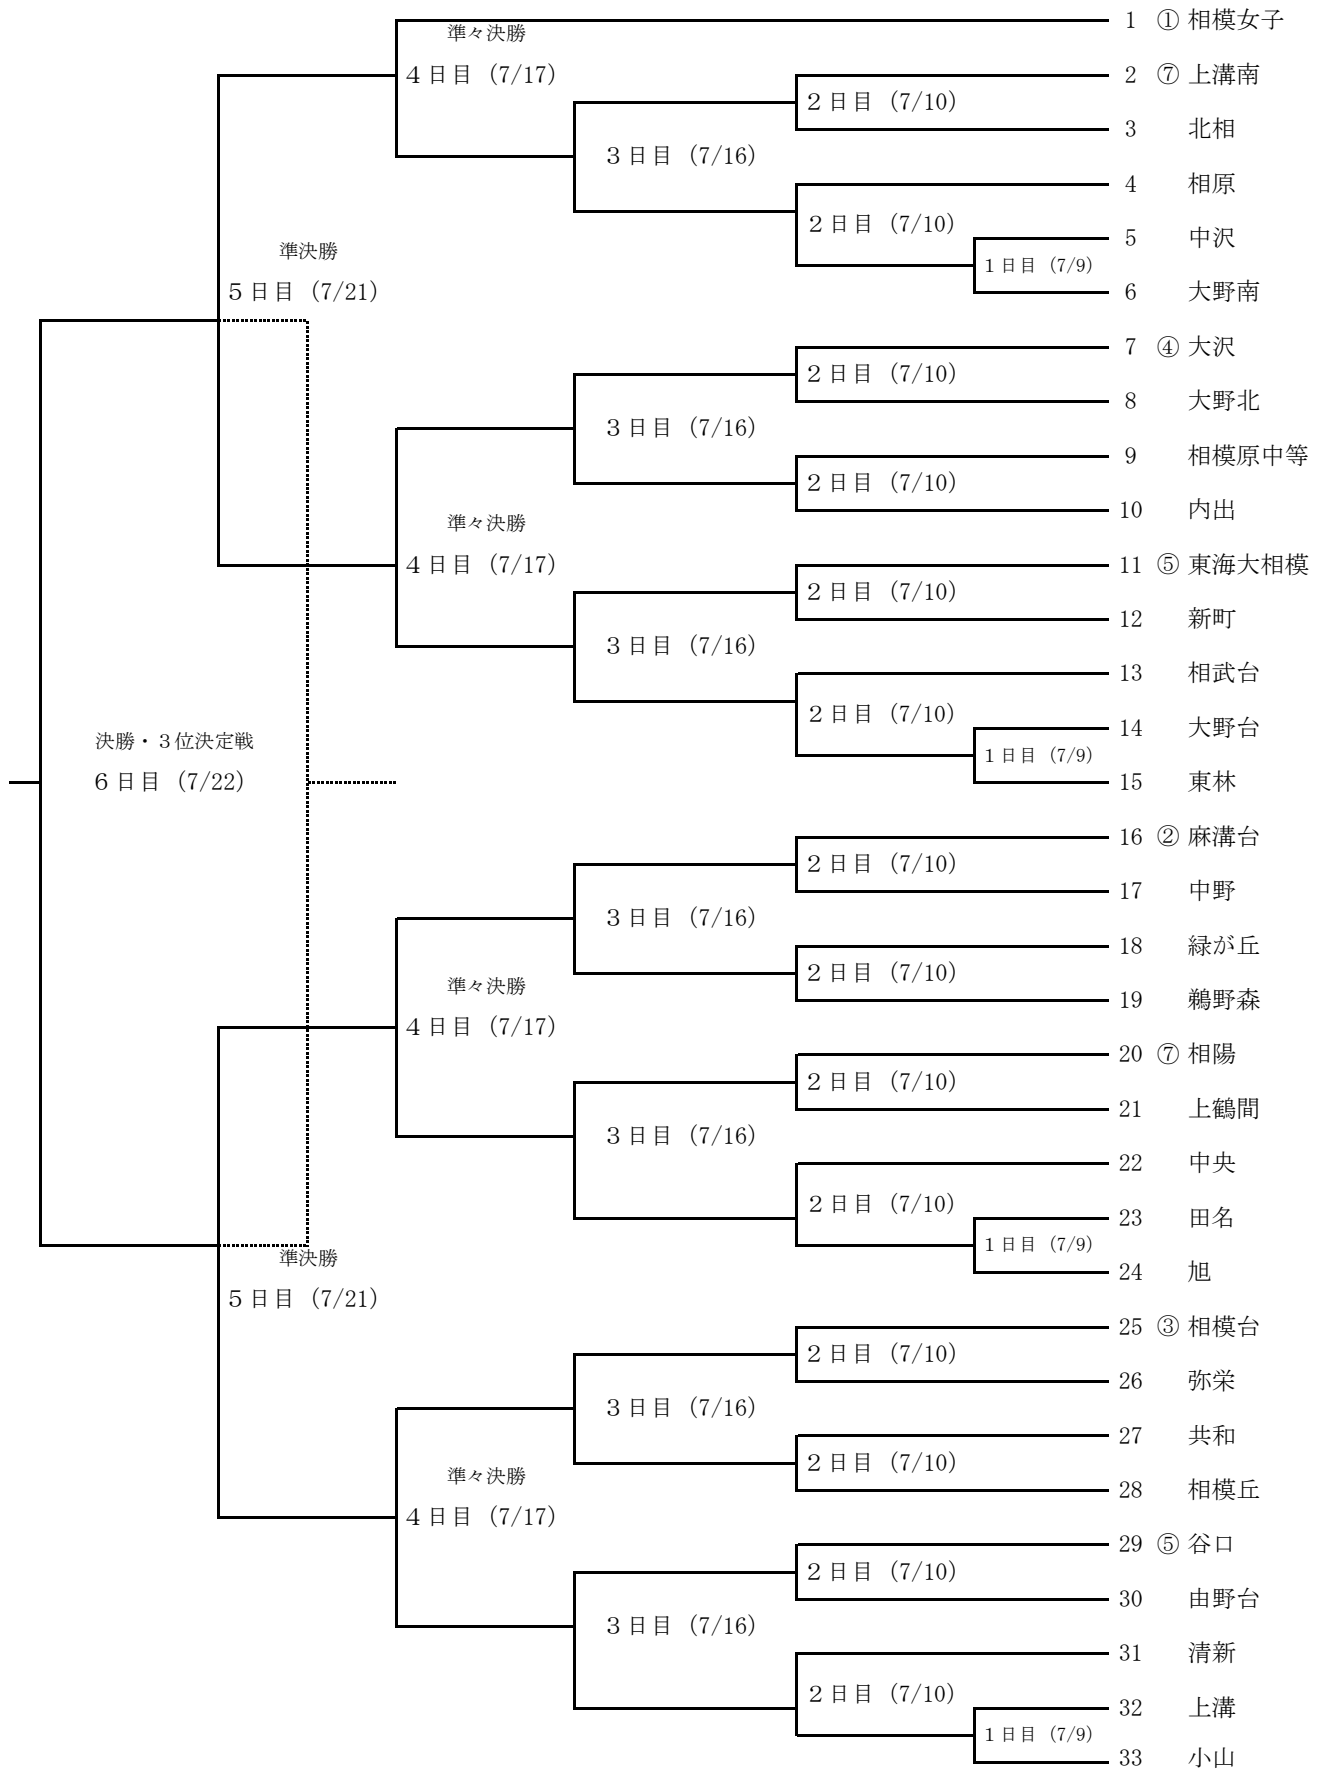 1 ① 相模女子
準々決勝
4日目 (7/17)
2 ⑦ 上溝南
2日目 (7/10)
3 北相
3日目 (7/16)
4 相原
2日目 (7/10)
5 中沢
準決勝
1日目 (7/9)
5日目 (7/21)
6 大野南
7 ④ 大沢
2日目 (7/10)
8 大野北
3日目 (7/16)
9 相模原中等
2日目 (7/10)
10 内出
準々決勝
4日目 (7/17)
11 ⑤ 東海大相模
2日目 (7/10)
12 新町
3日目 (7/16)
13 相武台
2日目 (7/10)
14 大野台
決勝・3位決定戦
1日目 (7/9)
6日目 (7/22)
15 東林
16 ② 麻溝台
2日目 (7/10)
17 中野
3日目 (7/16)
18 緑が丘
2日目 (7/10)
準々決勝
19 鵜野森
4日目 (7/17)
20 ⑦ 相陽
2日目 (7/10)
21 上鶴間
3日目 (7/16)
22 中央
2日目 (7/10)
23 田名
1日目 (7/9)
準決勝
24 旭
5日目 (7/21)
25 ③ 相模台
2日目 (7/10)
26 弥栄
3日目 (7/16)
27 共和
2日目 (7/10)
準々決勝
28 相模丘
4日目 (7/17)
29 ⑤ 谷口
2日目 (7/10)
30 由野台
3日目 (7/16)
31 清新
2日目 (7/10)
32 上溝
1日目 (7/9)
33 小山